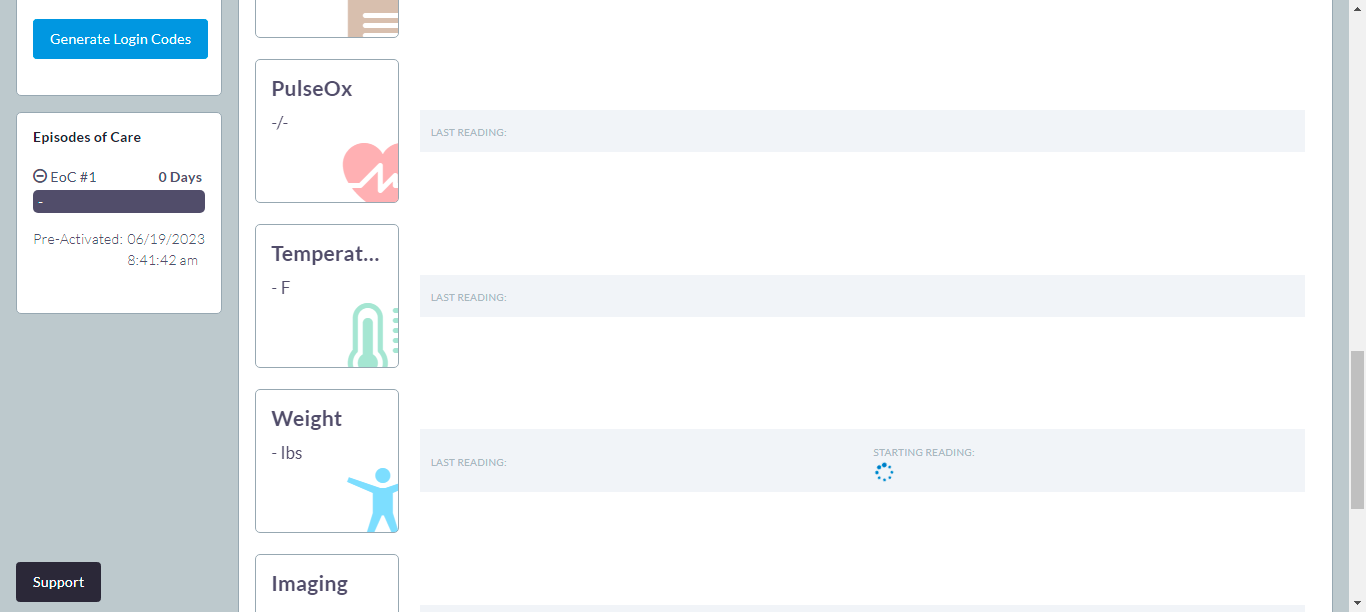 Generate Login Codes
Episodes of Care
EoC #1 0 Days
-
Pre-Activated: 06/19/2023
8:41:42 am
Support
PulseOx
-/-
LAST READING:
Temperat...
- F
LAST READING:
Weight
- lbs
LAST READING:
STARTING READING:
Imaging